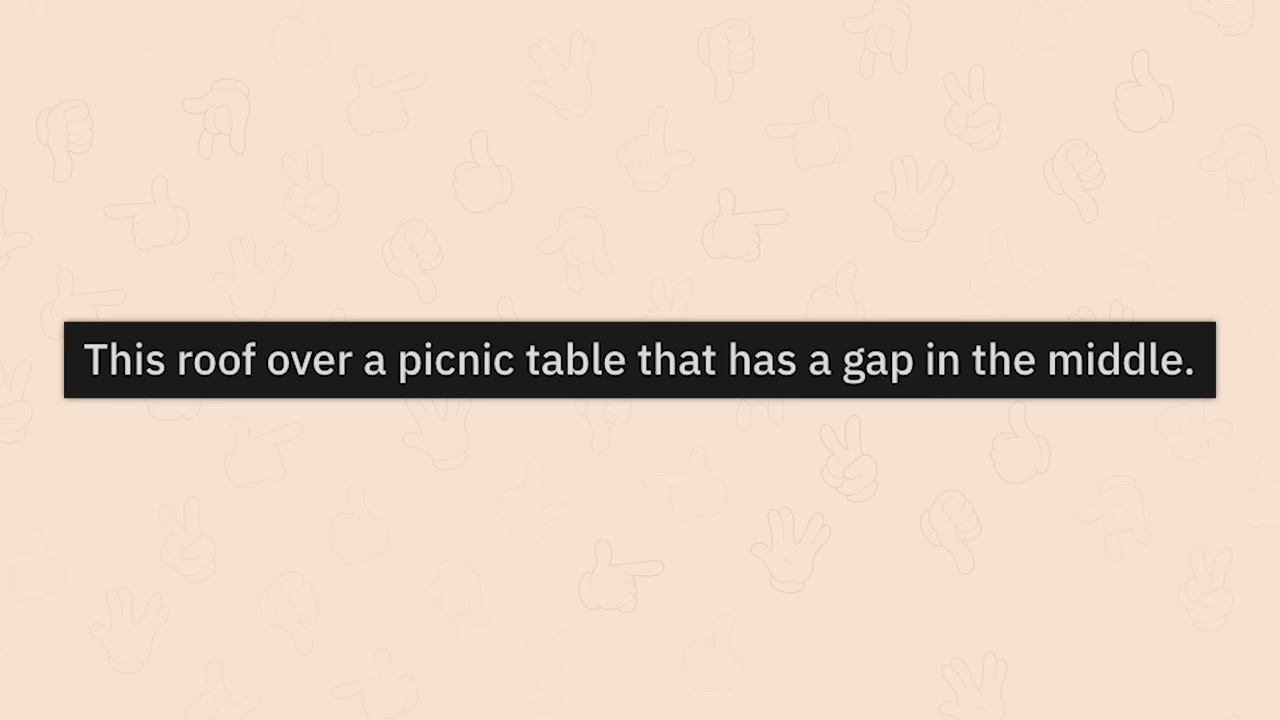 This roof over a picnic table that has a gap in the middle.